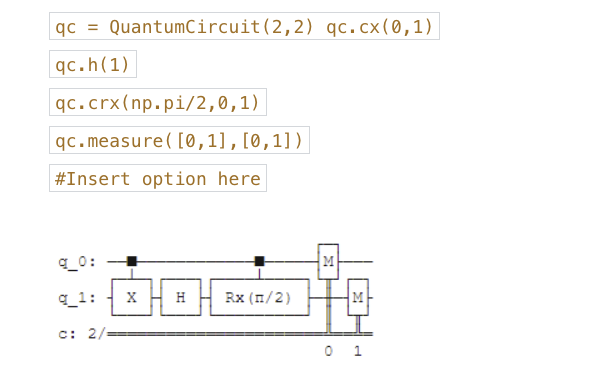 qc = QuantumCircuit(2,2) qc.cx(0,1)
qc.h(1)
qc.crx(np.pi/2,0,1)
qc.measure([0,1],[0,1])
#Insert option here
q_0: M
q_1: X H Rx(π/2) M
c: 2/
0 1